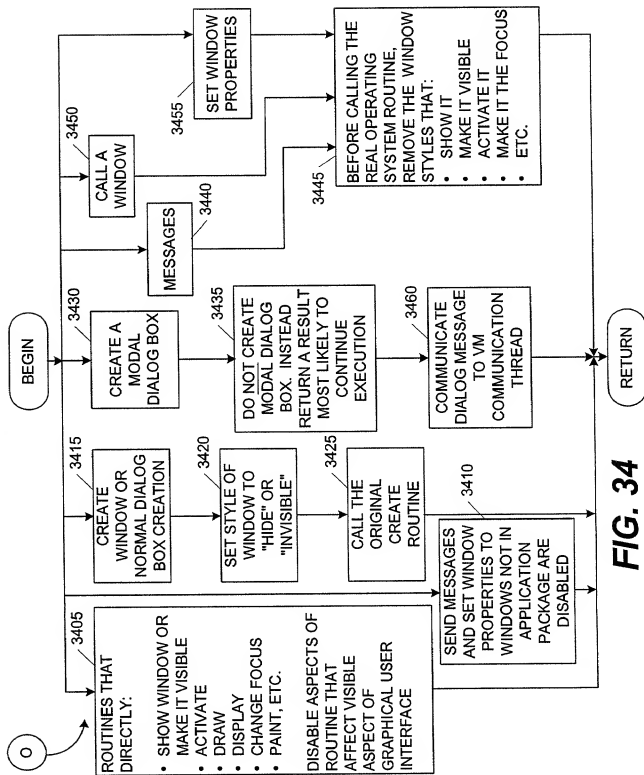 O
BEGIN
3405
ROUTINES THAT
DIRECTLY:
• SHOW WINDOW OR
MAKE IT VISIBLE
• ACTIVATE
• DRAW
• DISPLAY
• CHANGE FOCUS
• PAINT, ETC.
DISABLE ASPECTS OF
ROUTINE THAT
AFFECT VISIBLE
ASPECT OF
GRAPHICAL USER
INTERFACE
3415
CREATE
WINDOW OR
NORMAL DIALOG
BOX CREATION
3420
SET STYLE OF
WINDOW TO
"HIDE" OR
"INVISIBLE"
3425
CALL THE
ORIGINAL
CREATE
ROUTINE
3410
SEND MESSAGES
AND SET WINDOW
PROPERTIES TO
WINDOWS NOT IN
APPLICATION
PACKAGE ARE
DISABLED
3430
CREATE A
MODAL
DIALOG BOX
3435
DO NOT CREATE
MODAL DIALOG
BOX. INSTEAD
RETURN A RESULT
MOST LIKELY TO
CONTINUE
EXECUTION
3460
COMMUNICATE
DIALOG MESSAGE
TO VM
COMMUNICATION
THREAD
3440
MESSAGES
3450
CALL A
WINDOW
3455
SET WINDOW
PROPERTIES
3445
BEFORE CALLING THE
REAL OPERATING
SYSTEM ROUTINE,
REMOVE THE WINDOW
STYLES THAT:
• SHOW IT
• MAKE IT VISIBLE
• ACTIVATE IT
• MAKE IT THE FOCUS
• ETC.
RETURN
FIG. 34